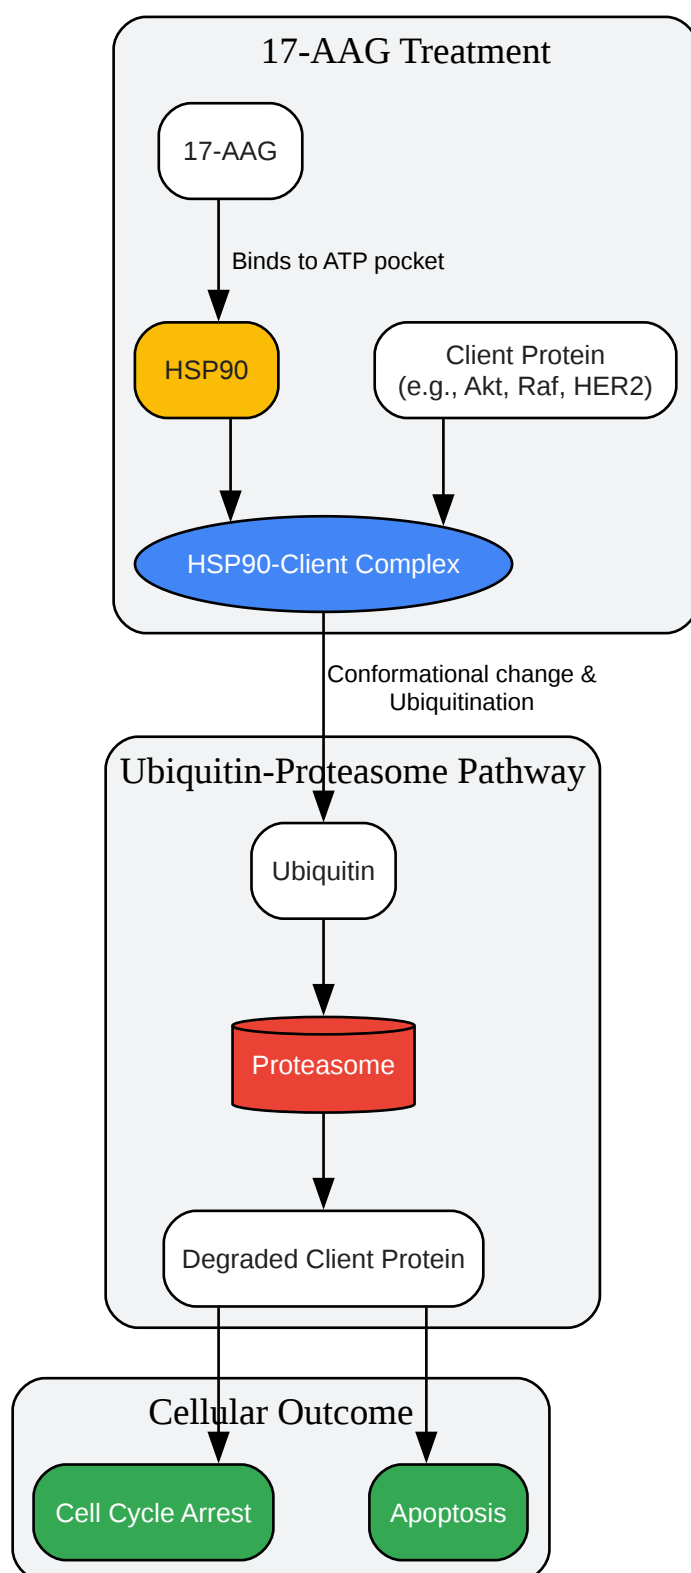 17-AAG Treatment
17-AAG
Binds to ATP pocket
HSP90
Client Protein
(e.g., Akt, Raf, HER2)
HSP90-Client Complex
Conformational change &
Ubiquitination
Ubiquitin-Proteasome Pathway
Ubiquitin
Proteasome
Degraded Client Protein
Cellular Outcome
Cell Cycle Arrest
Apoptosis